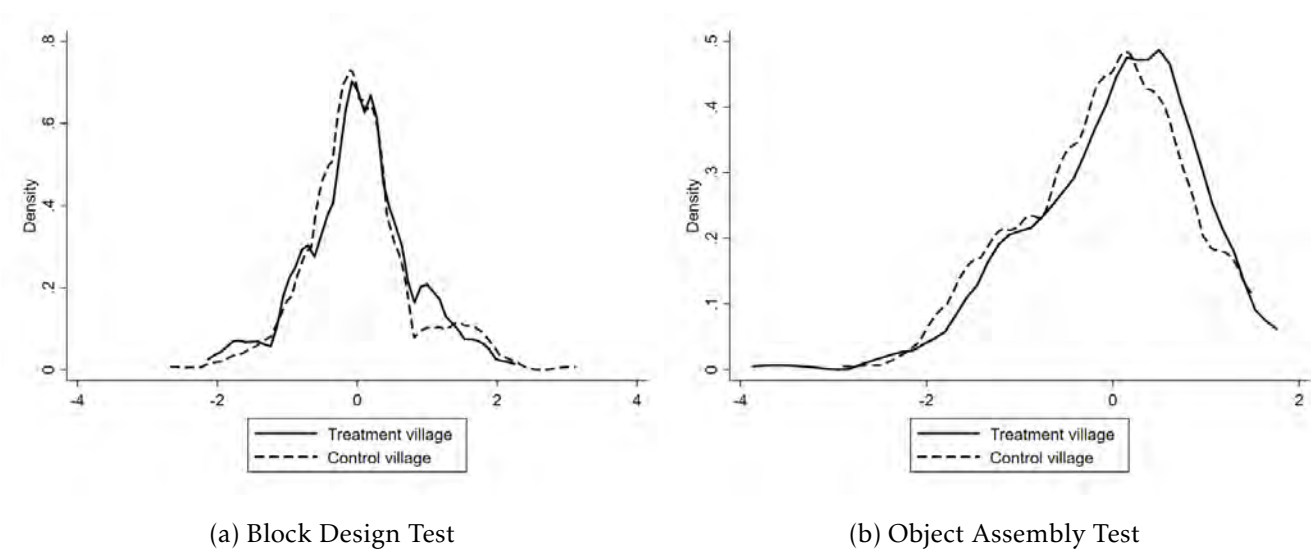 Density
0
.2
.4
.6
.8
-4
-2
0
2
4
Treatment village
Control village
(a) Block Design Test
Density
0
.1
.2
.3
.4
.5
-4
-2
0
2
Treatment village
Control village
(b) Object Assembly Test